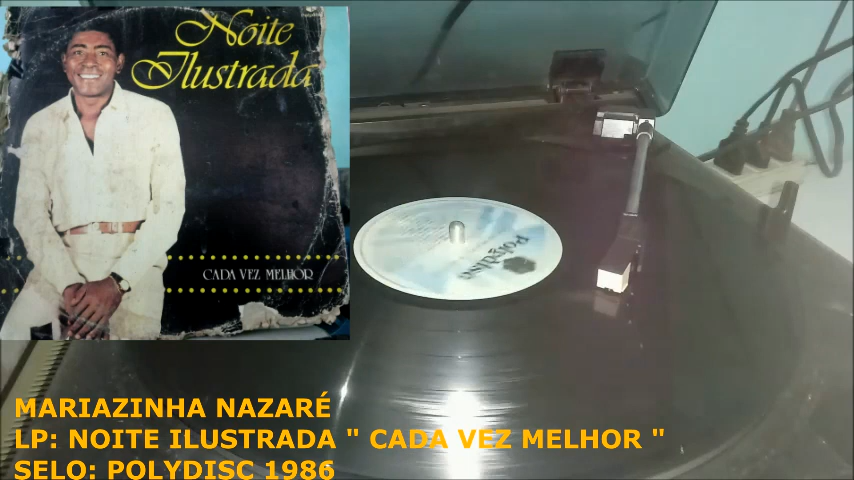 Noite
Ilustrada
CADA VEZ MELHOR
Polydisc
MARIAZINHA NAZARÉ
LP: NOITE ILUSTRADA " CADA VEZ MELHOR "
SELO: POLYDISC 1986